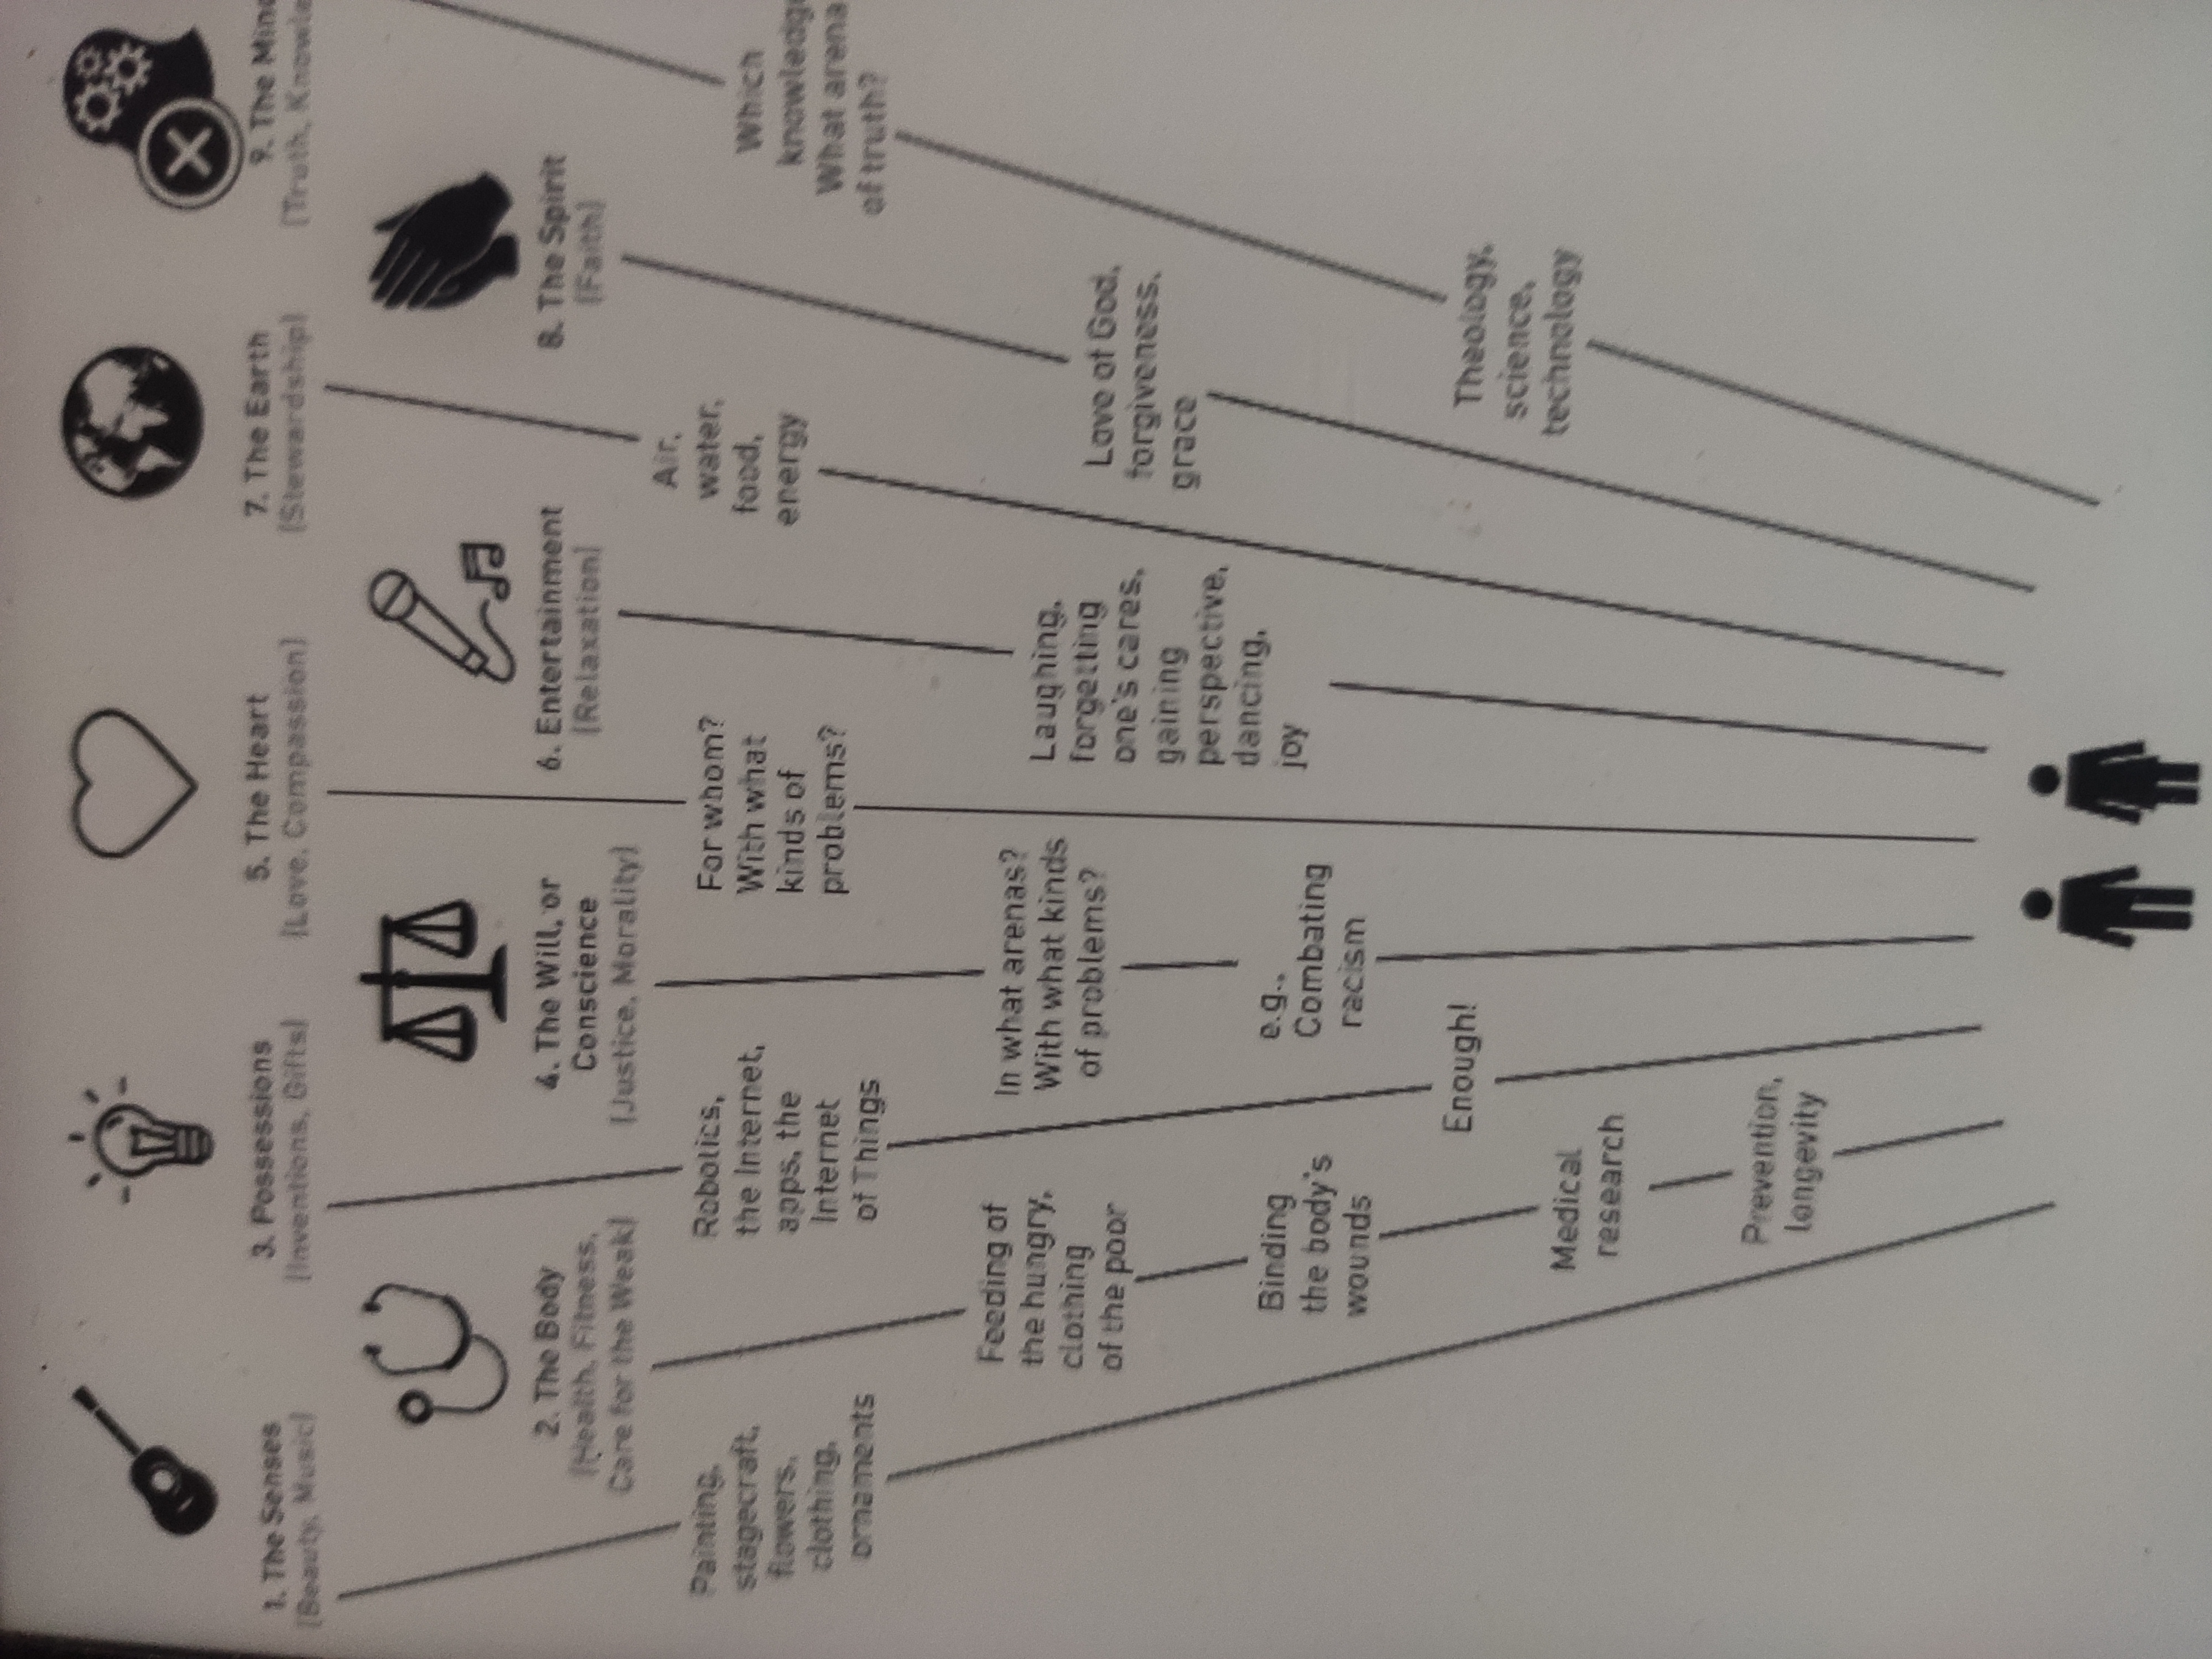 1. The Senses
(Beauty, Music)
3. Possessions
(Inventions, Gifts)
5. The Heart
(Love, Compassion)
7. The Earth
(Stewardship)
9. The Mind
(Truth, Knowle
2. The Body
(Health, Fitness,
Care for the Weak)
4. The Will, or
Conscience
(Justice, Morality)
6. Entertainment
(Relaxation)
8. The Spirit
(Faith)
Painting,
stagecraft,
flowers,
clothing,
ornaments
Robotics,
the Internet,
apps, the
Internet
of Things
For whom?
With what
kinds of
problems?
Air,
water,
food,
energy
Which
knowledg
What arena
of truth?
Feeding of
the hungry,
clothing
of the poor
In what arenas?
With what kinds
of problems?
Laughing,
forgetting
one's cares,
gaining
perspective,
dancing,
joy
Love of God,
forgiveness,
grace
Binding
the body's
wounds
e.g.,
Combating
racism
Enough!
Theology,
science,
technology
Medical
research
Prevention,
longevity